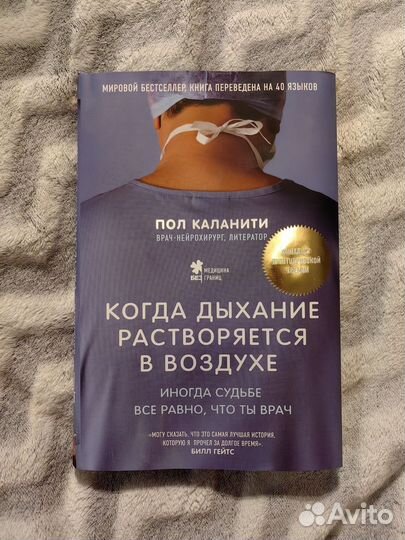 МИРОВОЙ БЕСТСЕЛЛЕР, КНИГА ПЕРЕВЕДЕНА НА 40 ЯЗЫКОВ
ПОЛ КАЛАНИТИ
ВРАЧ-НЕЙРОХИРУРГ, ЛИТЕРАТОР
БЕЗ
МЕДИЦИНА
ГРАНИЦ
КОГДА ДЫХАНИЕ
РАСТВОРЯЕТСЯ
В ВОЗДУХЕ
ИНОГДА СУДЬБЕ
ВСЕ РАВНО, ЧТО ТЫ ВРАЧ
«МОГУ СКАЗАТЬ, ЧТО ЭТО САМАЯ ЛУЧШАЯ ИСТОРИЯ,
КОТОРУЮ Я ПРОЧЕЛ ЗА ДОЛГОЕ ВРЕМЯ».
БИЛЛ ГЕЙТС
Avito